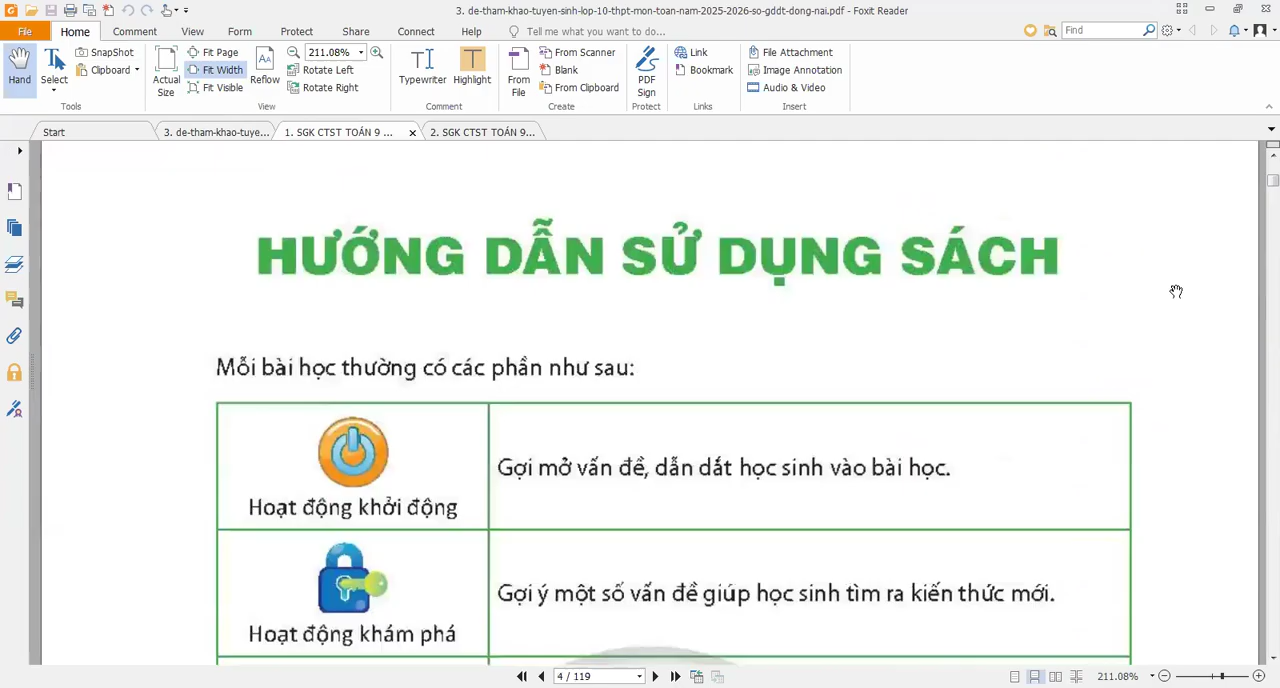 3. de-tham-khao-tuyen-sinh-lop-10-thpt-mon-toan-nam-2025-2026-so-gddt-dong-nai.pdf - Foxit Reader
File Home Comment View Form Protect Share Connect Help Tell me what you want to do... Find
Hand
Select
SnapShot
Clipboard
Tools
Actual Size
Fit Page
Fit Width
Fit Visible
Reflow
211.08%
Rotate Left
Rotate Right
View
Typewriter
Highlight
Comment
From File
From Scanner
Blank
From Clipboard
Create
PDF Sign
Protect
Link
Bookmark
Links
File Attachment
Image Annotation
Audio & Video
Insert
Start 3. de-tham-khao-tuye... 1. SGK CTST TOÁN 9 ... 2. SGK CTST TOÁN 9...
HƯỚNG DẪN SỬ DỤNG SÁCH
Mỗi bài học thường có các phần như sau:
Hoạt động khởi động
Gợi mở vấn đề, dẫn dắt học sinh vào bài học.
Hoạt động khám phá
Gợi ý một số vấn đề giúp học sinh tìm ra kiến thức mới.
4 / 119
211.08%